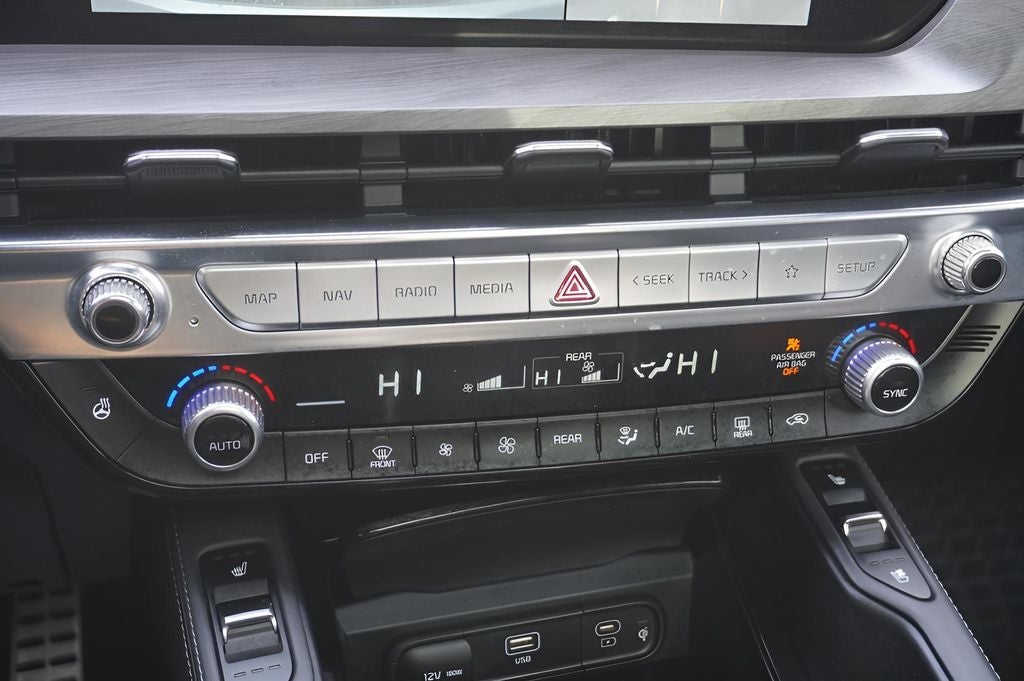 MAP
NAV
RADIO
MEDIA
< SEEK
TRACK >
SETUP
HI
REAR
HI
HI
PASSENGER
AIR BAG
OFF
AUTO
SYNC
OFF
FRONT
REAR
A/C
REAR
USB
12V